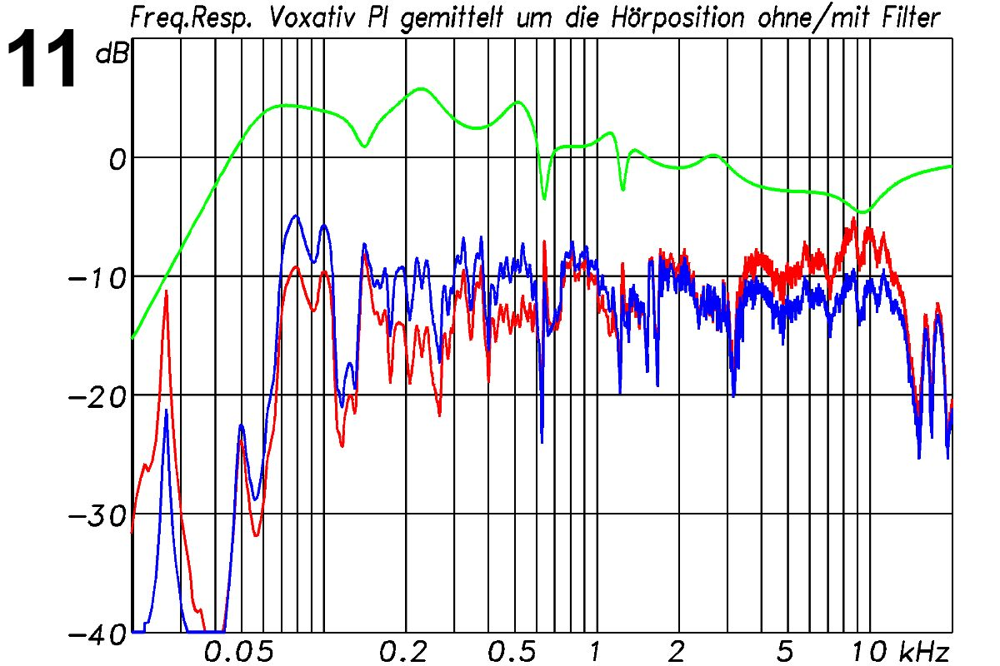 Freq.Resp. Voxativ PI gemittelt um die Hörposition ohne/mit Filter
11
dB
0
-10
-20
-30
-40
0.05 0.2 0.5 1 2 5 10 kHz